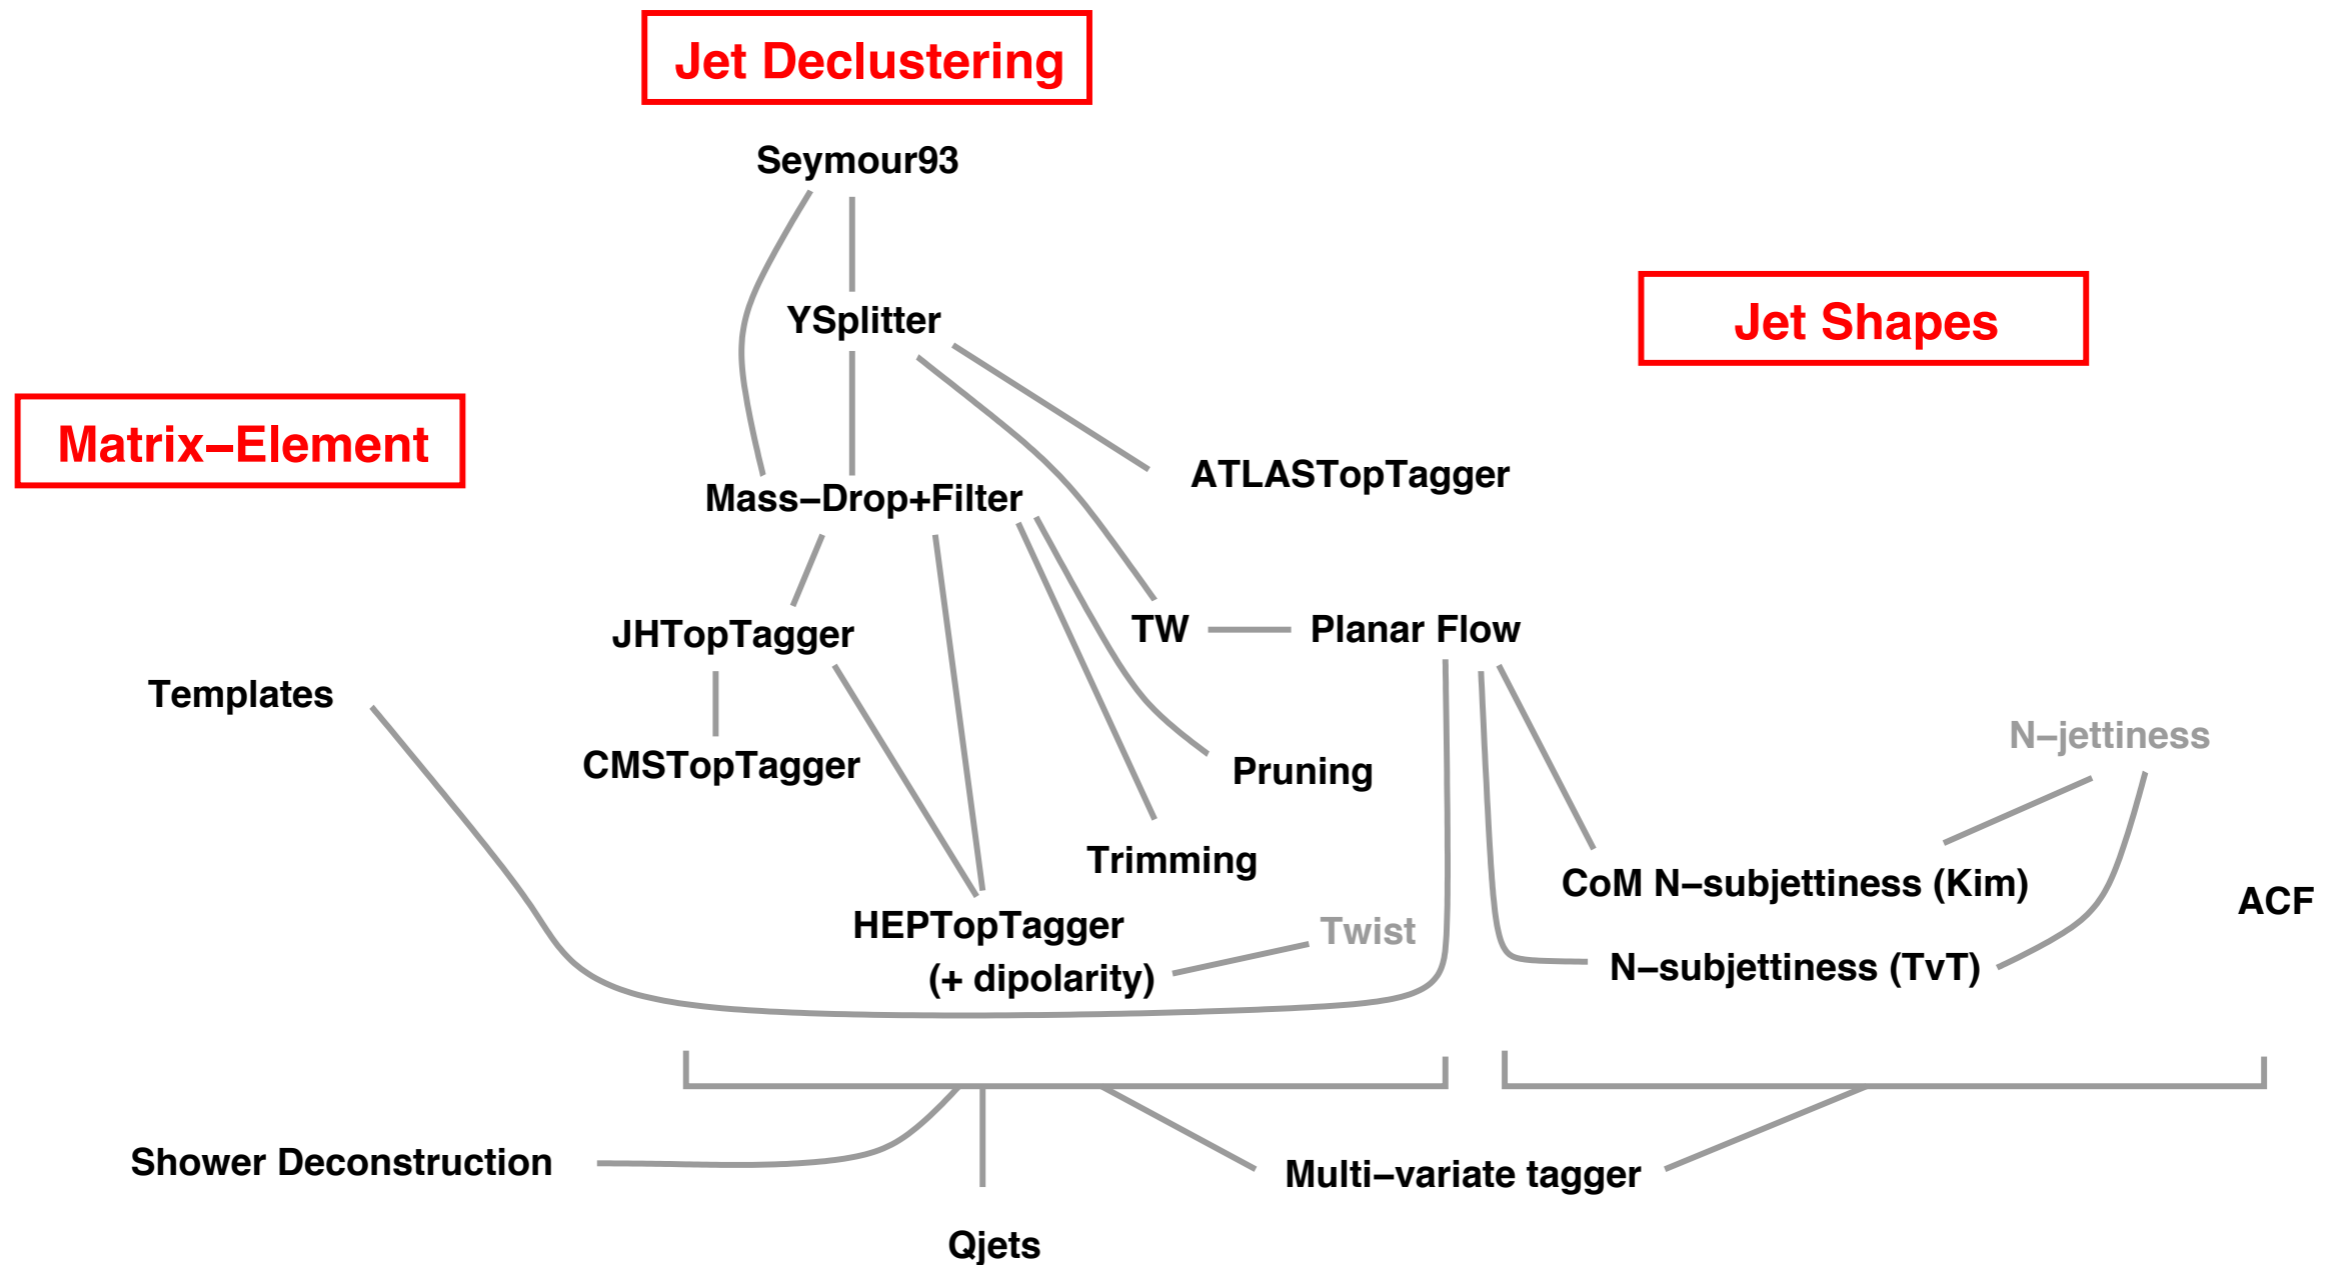 Jet Declustering
Seymour93
YSplitter
Jet Shapes
Matrix–Element
ATLASTopTagger
Mass–Drop+Filter
TW
Planar Flow
JHTopTagger
Templates
N–jettiness
CMSTopTagger
Pruning
Trimming
CoM N–subjettiness (Kim)
ACF
HEPTopTagger
(+ dipolarity)
Twist
N–subjettiness (TvT)
Shower Deconstruction
Multi–variate tagger
Qjets